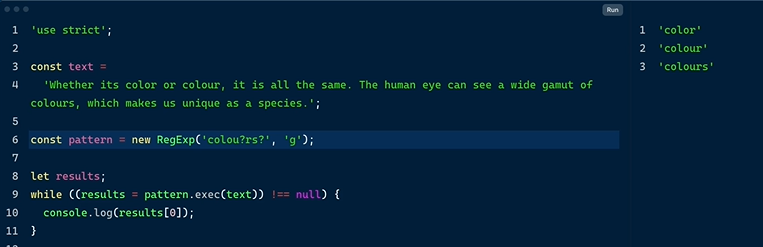 Run
1 'use strict';
2
3 const text =
4 'Whether its color or colour, it is all the same. The human eye can see a wide gamut of
colours, which makes us unique as a species.';
5
6 const pattern = new RegExp('colou?rs?', 'g');
7
8 let results;
9 while ((results = pattern.exec(text)) !== null) {
10 console.log(results[0]);
11 }
1 'color'
2 'colour'
3 'colours'